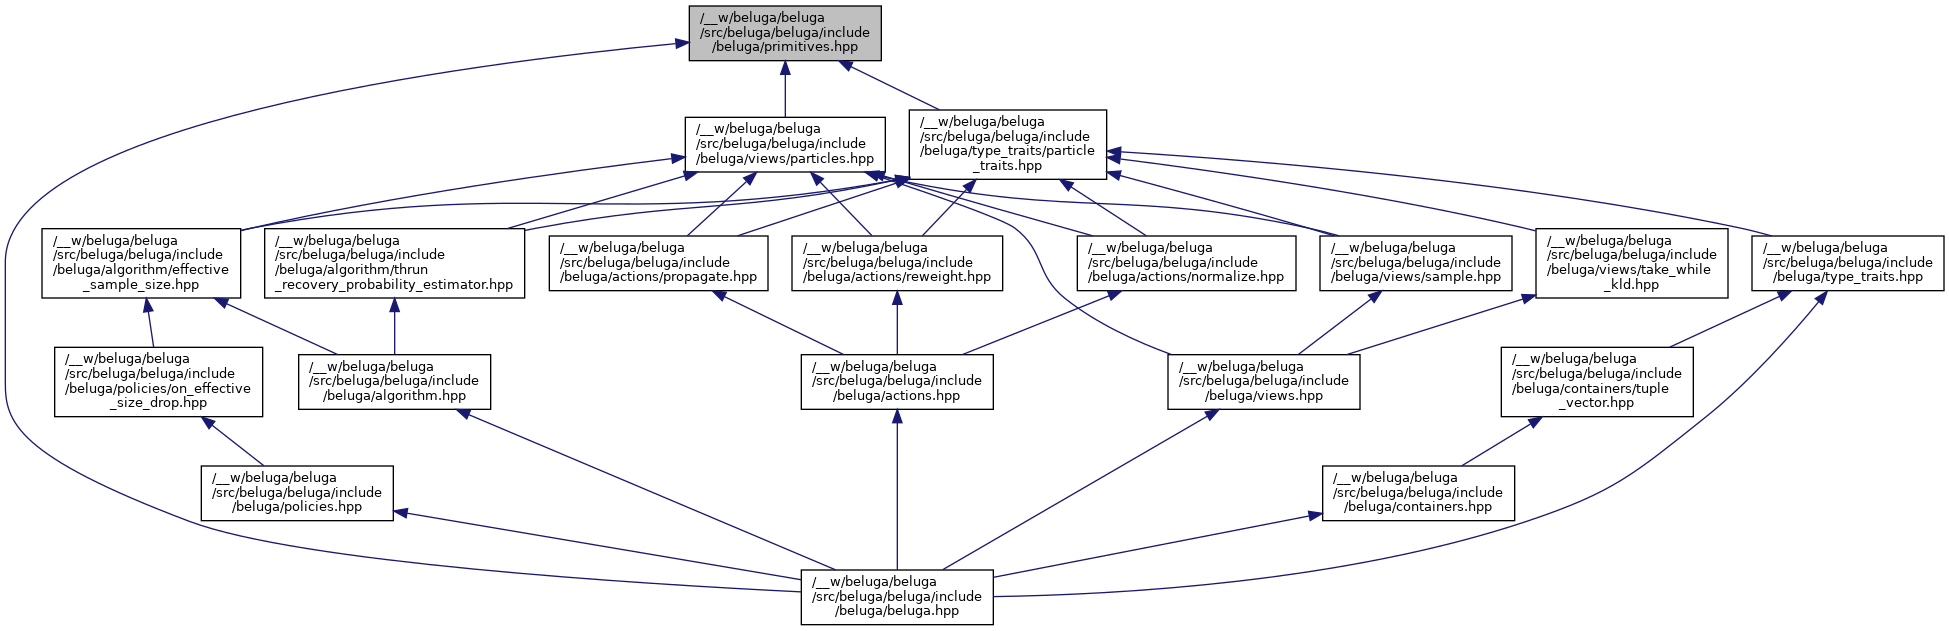 /__w/beluga/beluga
/src/beluga/beluga/include
/beluga/primitives.hpp
/__w/beluga/beluga
/src/beluga/beluga/include
/beluga/views/particles.hpp
/__w/beluga/beluga
/src/beluga/beluga/include
/beluga/type_traits/particle
_traits.hpp
/__w/beluga/beluga
/src/beluga/beluga/include
/beluga/algorithm/effective
_sample_size.hpp
/__w/beluga/beluga
/src/beluga/beluga/include
/beluga/algorithm/thrun
_recovery_probability_estimator.hpp
/__w/beluga/beluga
/src/beluga/beluga/include
/beluga/actions/propagate.hpp
/__w/beluga/beluga
/src/beluga/beluga/include
/beluga/actions/reweight.hpp
/__w/beluga/beluga
/src/beluga/beluga/include
/beluga/actions/normalize.hpp
/__w/beluga/beluga
/src/beluga/beluga/include
/beluga/views/sample.hpp
/__w/beluga/beluga
/src/beluga/beluga/include
/beluga/views/take_while
_kld.hpp
/__w/beluga/beluga
/src/beluga/beluga/include
/beluga/type_traits.hpp
/__w/beluga/beluga
/src/beluga/beluga/include
/beluga/policies/on_effective
_size_drop.hpp
/__w/beluga/beluga
/src/beluga/beluga/include
/beluga/algorithm.hpp
/__w/beluga/beluga
/src/beluga/beluga/include
/beluga/actions.hpp
/__w/beluga/beluga
/src/beluga/beluga/include
/beluga/views.hpp
/__w/beluga/beluga
/src/beluga/beluga/include
/beluga/containers/tuple
_vector.hpp
/__w/beluga/beluga
/src/beluga/beluga/include
/beluga/policies.hpp
/__w/beluga/beluga
/src/beluga/beluga/include
/beluga/containers.hpp
/__w/beluga/beluga
/src/beluga/beluga/include
/beluga/beluga.hpp